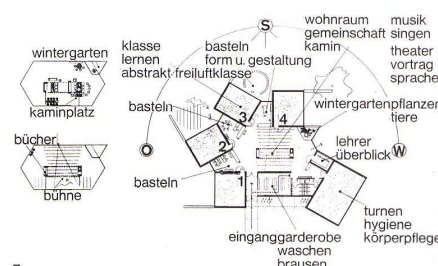 wintergarten
kaminplatz
bücher
bühne
klasse
lernen
abstrakt freiluftklasse
basteln
form u. gestaltung
wohnraum
gemeinschaft
kamin
musik
singen
theater
vortrag
sprache
S
O
W
basteln
basteln
1
2
3
4
wintergarten pflanzen
tiere
lehrer
überblick
turnen
hygiene
körperpflege
eingang garderobe
waschen
brausen